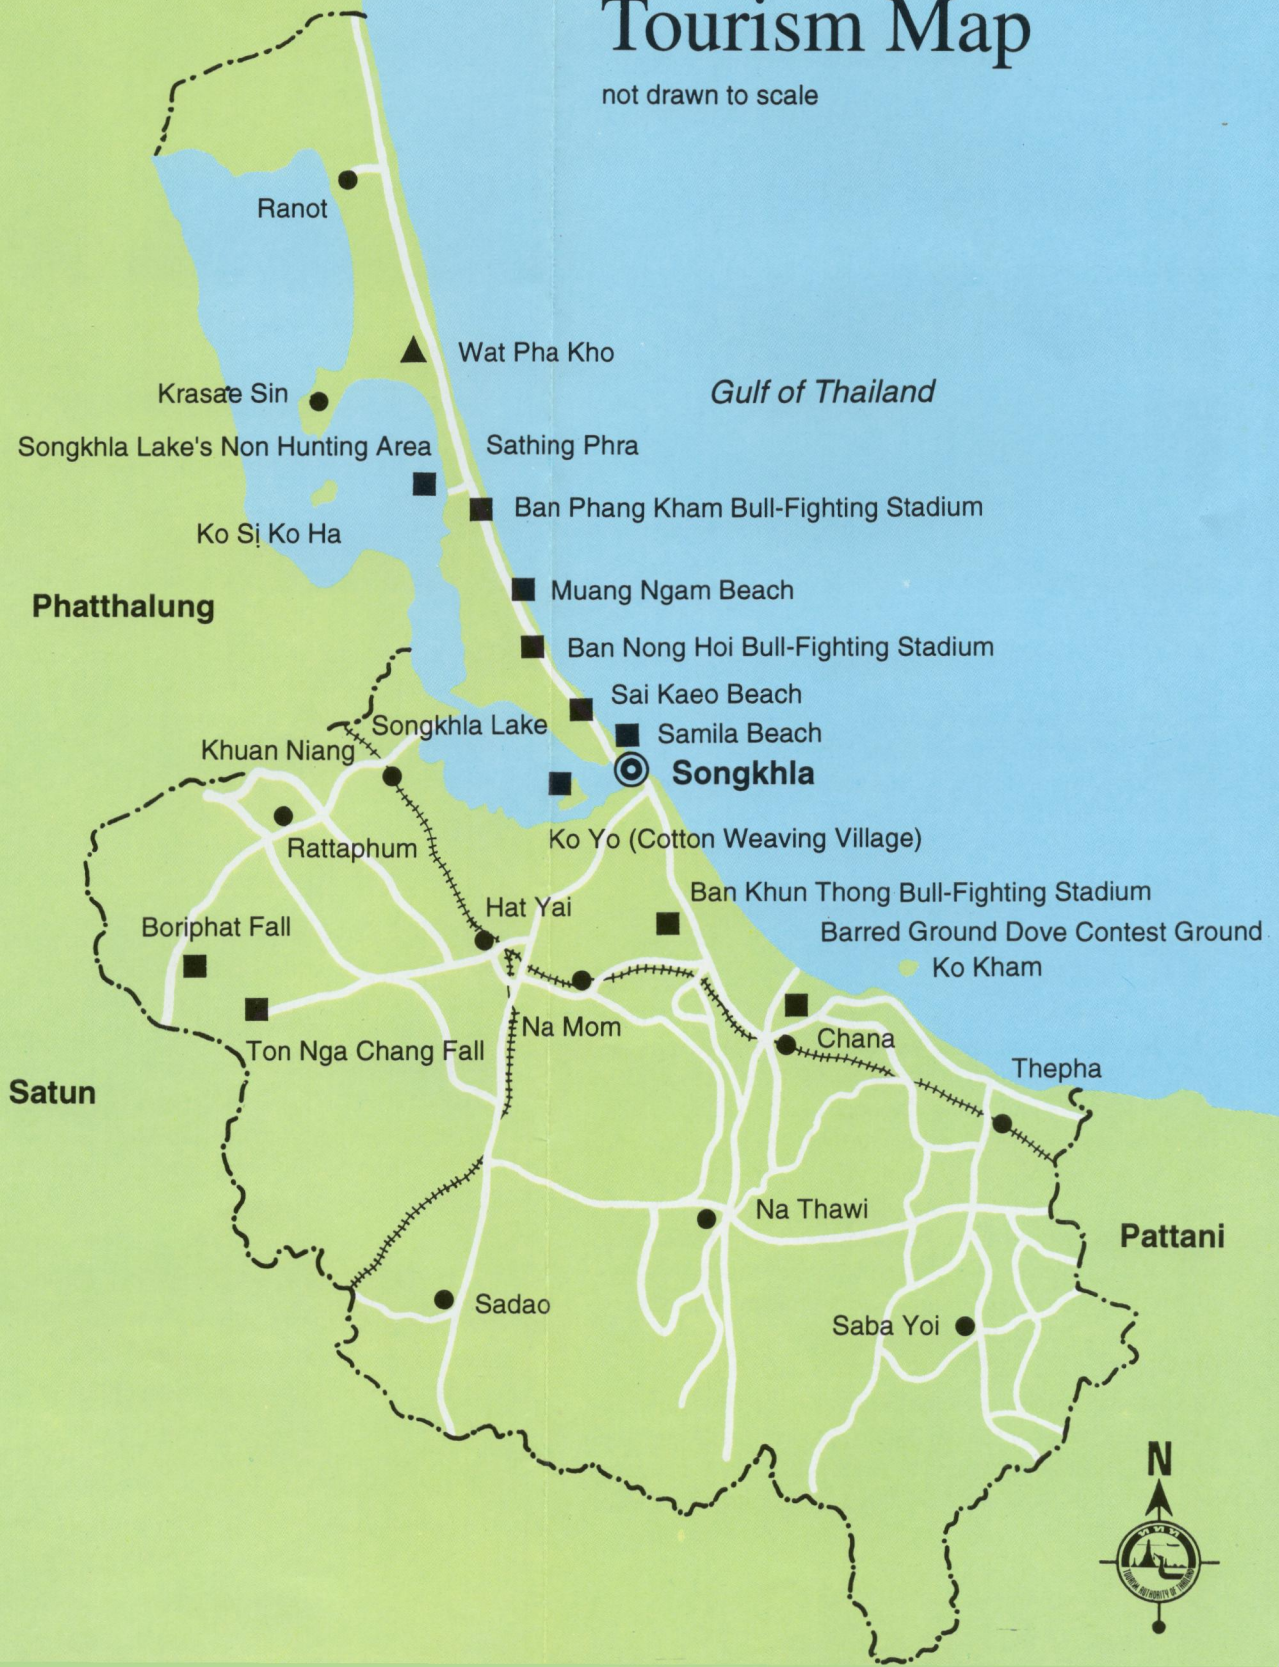 Tourism Map
not drawn to scale
Ranot
Wat Pha Kho
Gulf of Thailand
Krasae Sin
Songkhla Lake's Non Hunting Area
Sathing Phra
Ban Phang Kham Bull-Fighting Stadium
Ko Si Ko Ha
Muang Ngam Beach
Phatthalung
Ban Nong Hoi Bull-Fighting Stadium
Sai Kaeo Beach
Songkhla Lake
Samila Beach
Khuan Niang
Songkhla
Ko Yo (Cotton Weaving Village)
Rattaphum
Ban Khun Thong Bull-Fighting Stadium
Hat Yai
Boriphat Fall
Barred Ground Dove Contest Ground
Ko Kham
Na Mom
Chana
Ton Nga Chang Fall
Thepha
Satun
Na Thawi
Pattani
Sadao
Saba Yoi
N
TOURISM AUTHORITY OF THAILAND